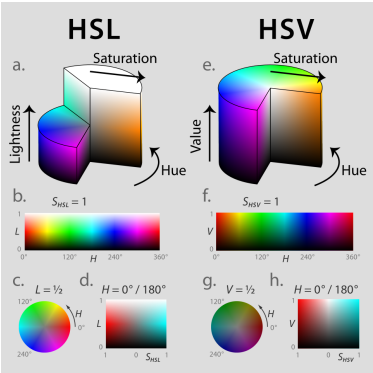 HSL HSV
a. Saturation
Lightness
Hue
e. Saturation
Value
Hue
b. S_HSL = 1
1
L
0
0° 120° H 240° 360°
f. S_HSV = 1
1
V
0
0° 120° H 240° 360°
c. L = ½
120°
H
0°
240°
d. H = 0° / 180°
1
L
0
1 0 S_HSL 1
g. V = ½
120°
H
0°
240°
h. H = 0° / 180°
1
V
0
1 0 S_HSV 1